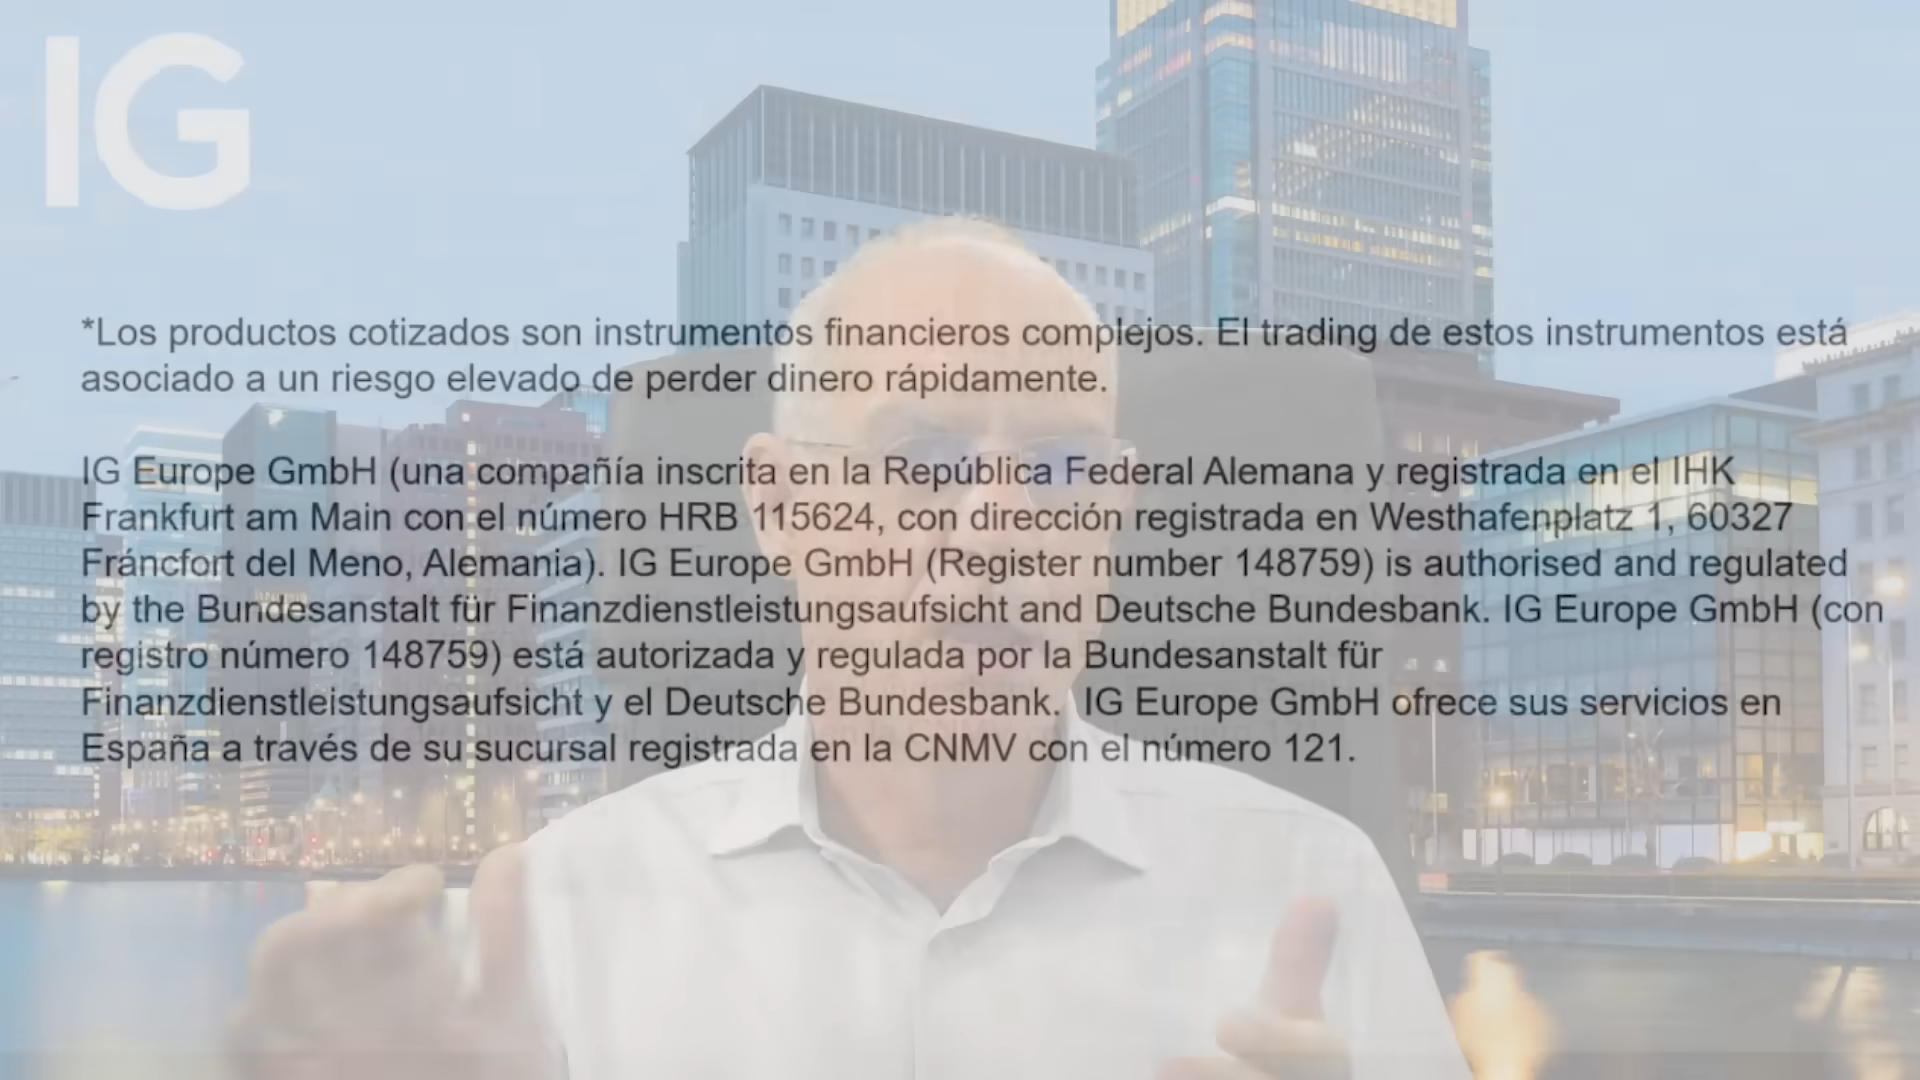 IG
*Los productos cotizados son instrumentos financieros complejos. El trading de estos instrumentos está
asociado a un riesgo elevado de perder dinero rápidamente.
IG Europe GmbH (una compañía inscrita en la República Federal Alemana y registrada en el IHK
Frankfurt am Main con el número HRB 115624, con dirección registrada en Westhafenplatz 1, 60327
Fráncfort del Meno, Alemania). IG Europe GmbH (Register number 148759) is authorised and regulated
by the Bundesanstalt für Finanzdienstleistungsaufsicht and Deutsche Bundesbank. IG Europe GmbH (con
registro número 148759) está autorizada y regulada por la Bundesanstalt für
Finanzdienstleistungsaufsicht y el Deutsche Bundesbank.  IG Europe GmbH ofrece sus servicios en
España a través de su sucursal registrada en la CNMV con el número 121.